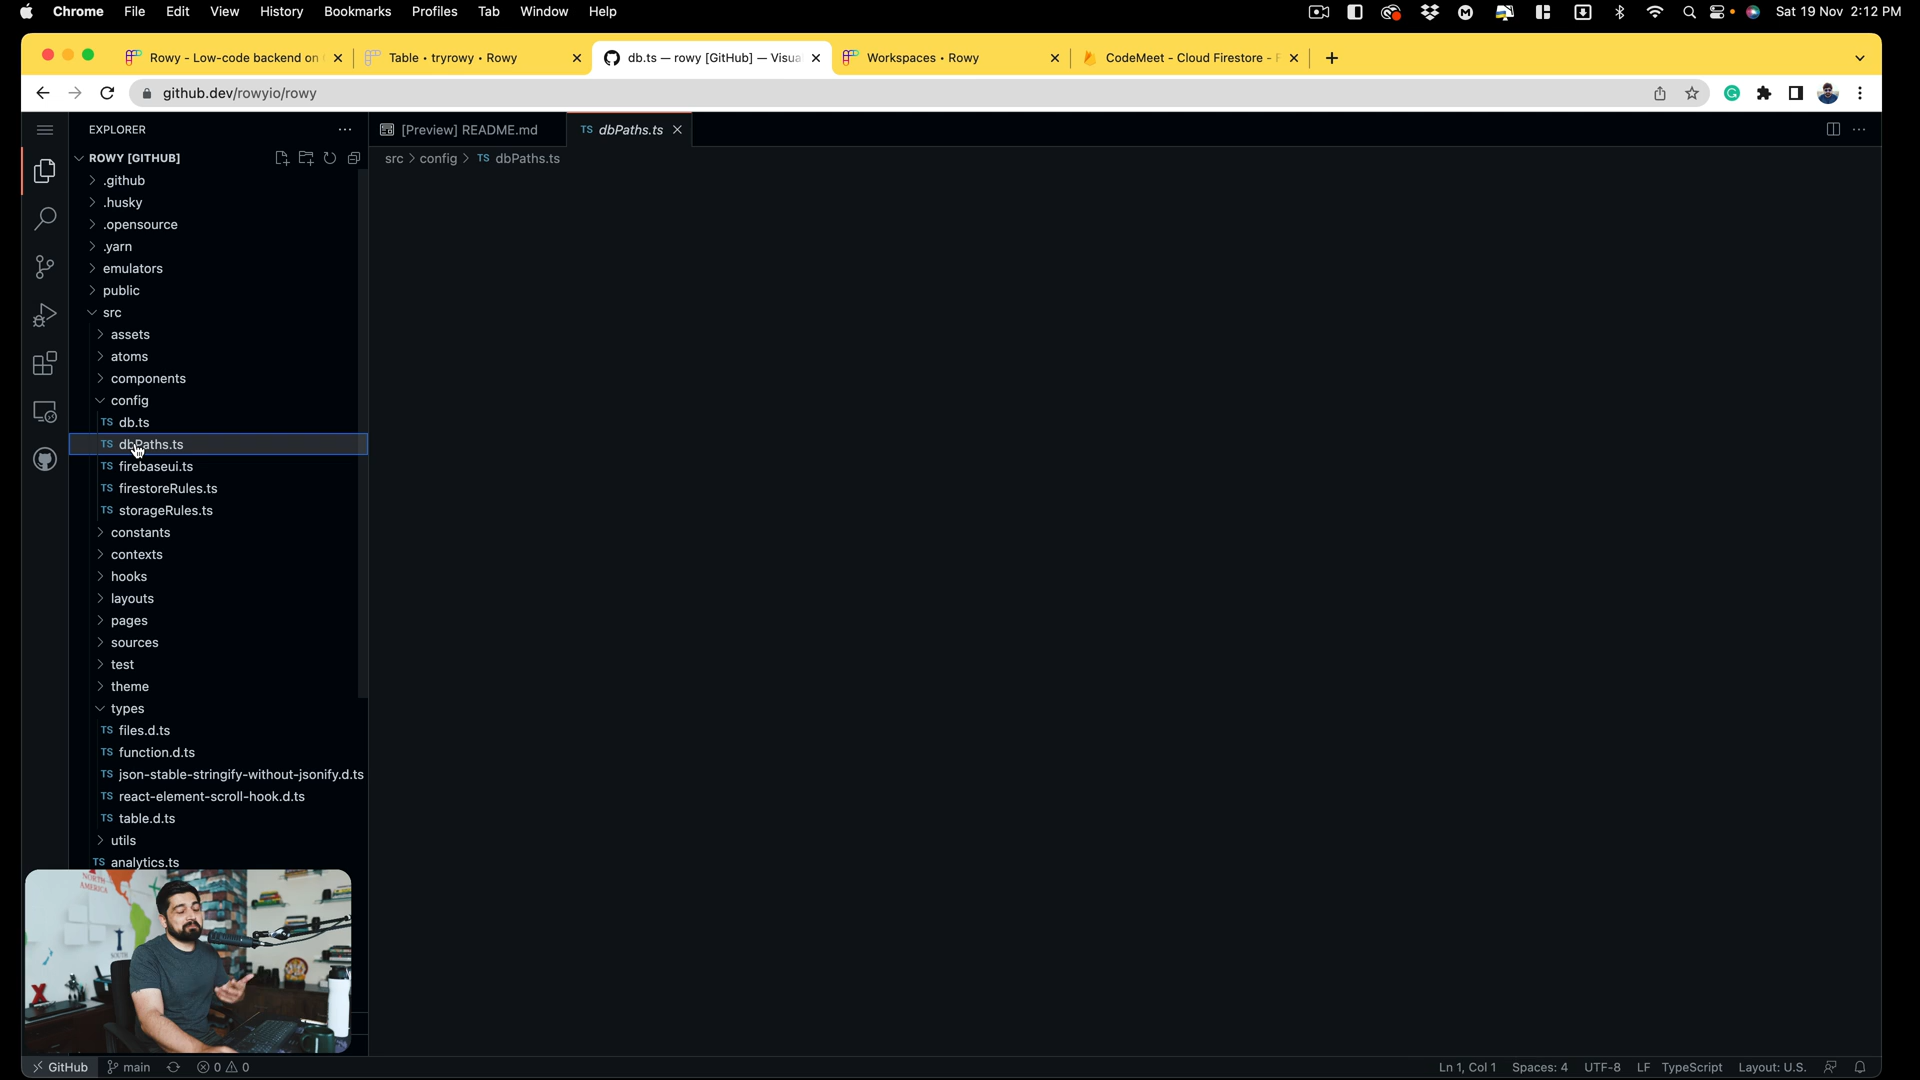 Chrome File Edit View History Bookmarks Profiles Tab Window Help Sat 19 Nov 2:12 PM
Rowy - Low-code backend on Table • tryrowy • Rowy db.ts — rowy [GitHub] — Visua Workspaces • Rowy CodeMeet - Cloud Firestore - F
github.dev/rowyio/rowy
EXPLORER
[Preview] README.md
TS dbPaths.ts
ROWY [GITHUB]
src > config > TS dbPaths.ts
.github
.husky
.opensource
.yarn
emulators
public
src
assets
atoms
components
config
TS db.ts
TS dbPaths.ts
TS firebaseui.ts
TS firestoreRules.ts
TS storageRules.ts
constants
contexts
hooks
layouts
pages
sources
test
theme
types
TS files.d.ts
TS function.d.ts
TS json-stable-stringify-without-jsonify.d.ts
TS react-element-scroll-hook.d.ts
TS table.d.ts
utils
TS analytics.ts
NORTH
AMERICA
SOUTH
GitHub main 0 0 Ln 1, Col 1 Spaces: 4 UTF-8 LF TypeScript Layout: U.S.